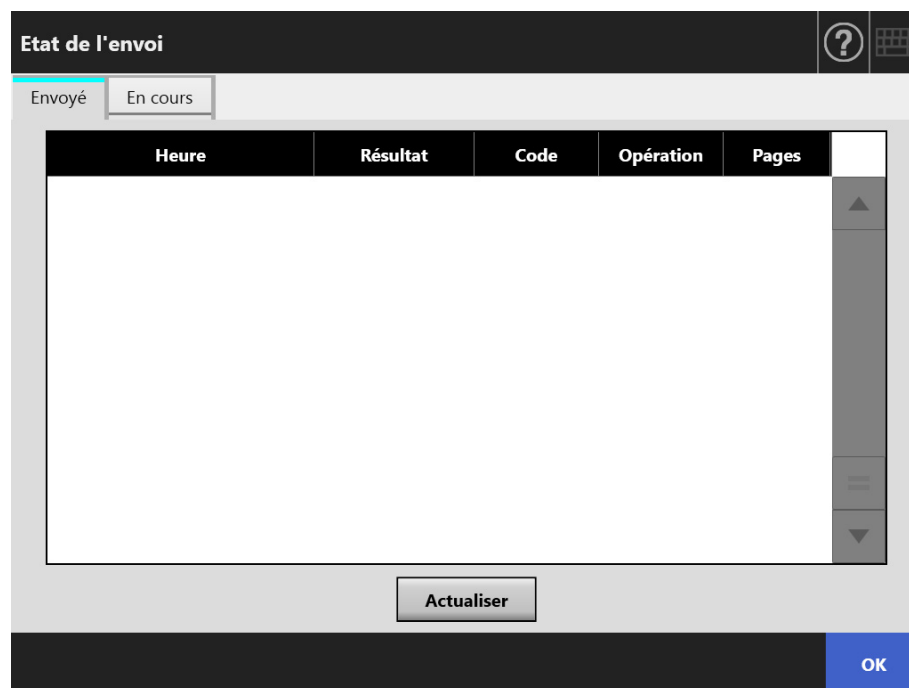 Etat de l'envoi
?
Envoyé En cours
Heure Résultat Code Opération Pages
Actualiser
OK